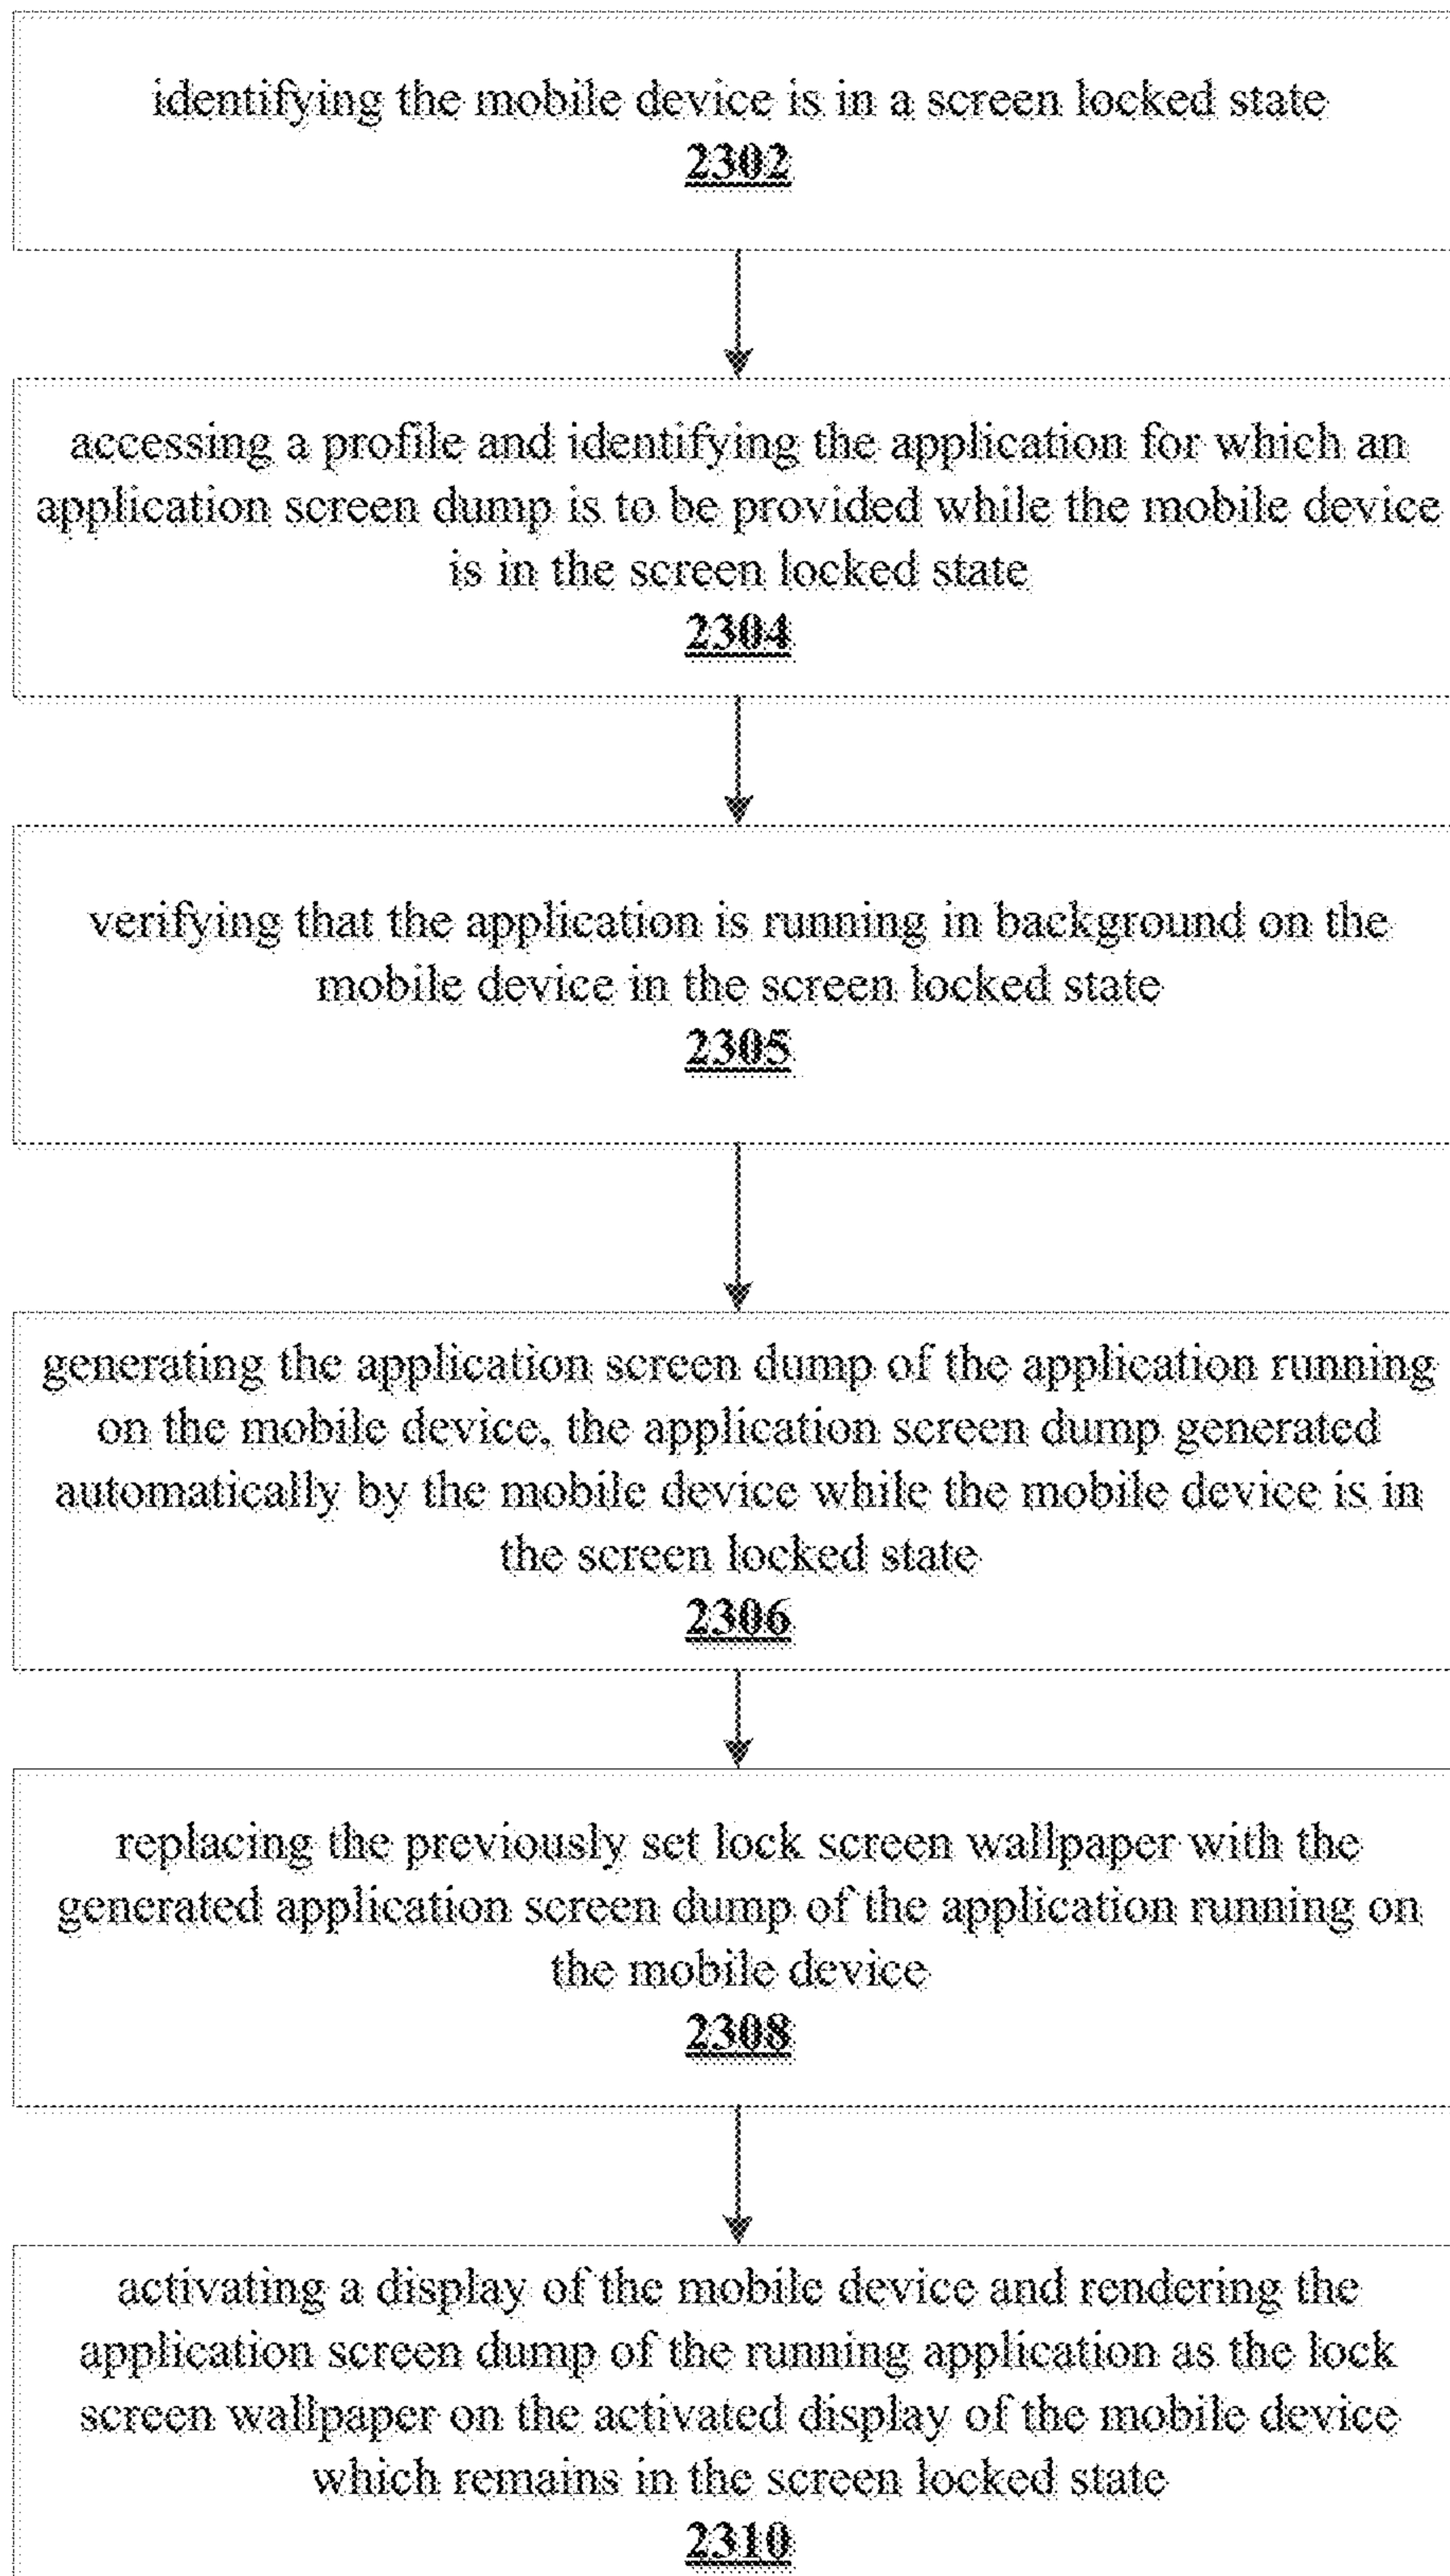 identifying the mobile device is in a screen locked state
2302
accessing a profile and identifying the application for which an
application screen dump is to be provided while the mobile device
is in the screen locked state
2304
verifying that the application is running in background on the
mobile device in the screen locked state
2305
generating the application screen dump of the application running
on the mobile device, the application screen dump generated
automatically by the mobile device while the mobile device is in
the screen locked state
2306
replacing the previously set lock screen wallpaper with the
generated application screen dump of the application running on
the mobile device
2308
activating a display of the mobile device and rendering the
application screen dump of the running application as the lock
screen wallpaper on the activated display of the mobile device
which remains in the screen locked state
2310